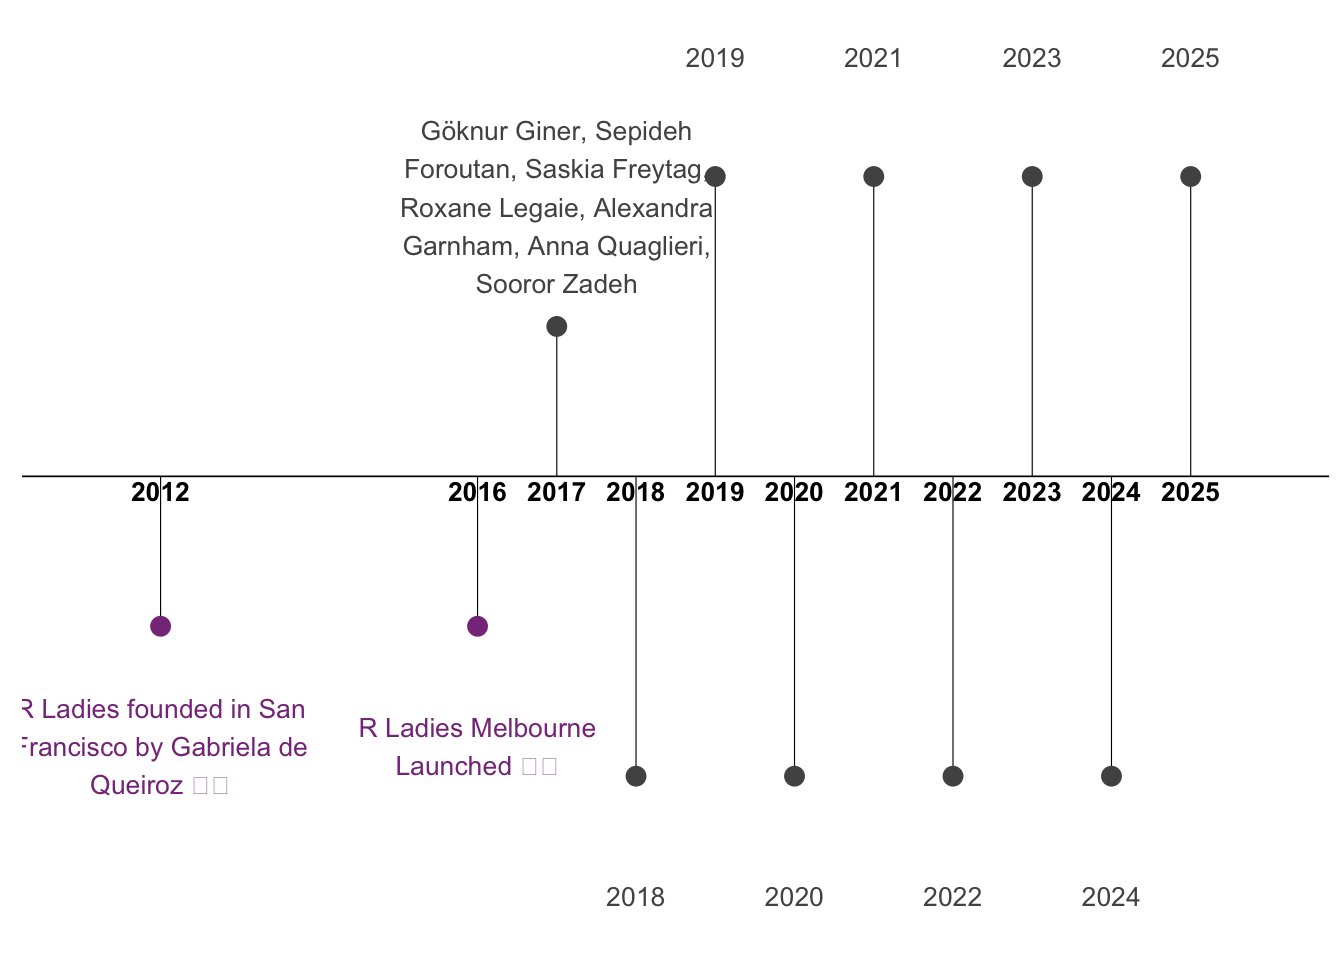 2019 2021 2023 2025
Göknur Giner, Sepideh
Foroutan, Saskia Freytag,
Roxane Legaie, Alexandra
Garnham, Anna Quaglieri,
Sooror Zadeh
2012 2016 2017 2018 2019 2020 2021 2022 2023 2024 2025
R Ladies founded in San
Francisco by Gabriela de
Queiroz
R Ladies Melbourne
Launched
2018 2020 2022 2024